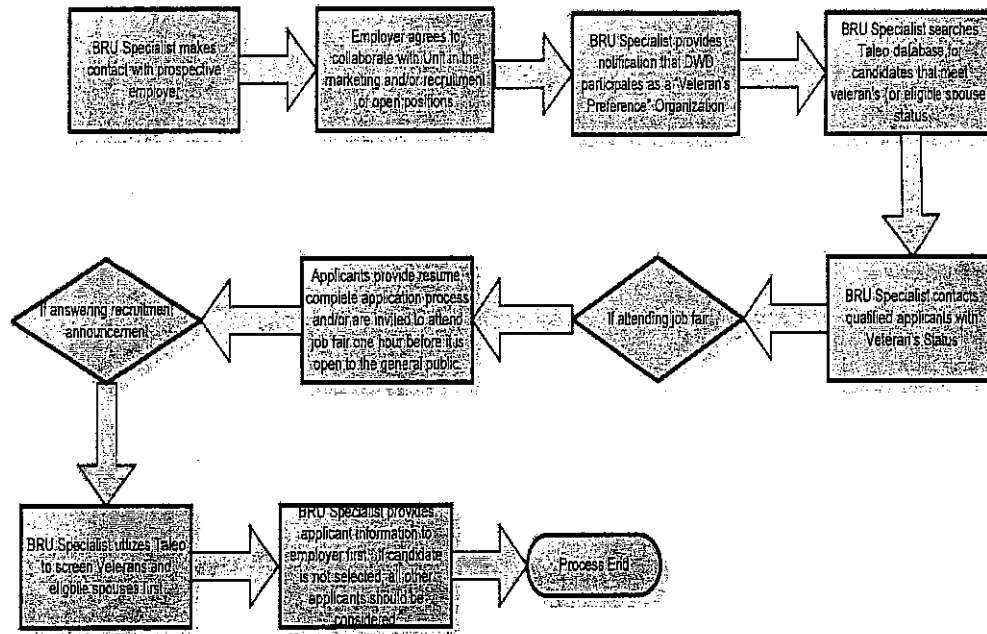 BRU Specialist makes
contact with prospective
employer
Employer agrees to
collaborate with Unit in the
marketing and/or recruitment
of open positions
BRU Specialist provides
notification that DWD
participates as a "Veteran's
Preference" Organization
BRU Specialist searches
Taleo database for
candidates that meet
veteran's (or eligible spouse)
status
BRU Specialist contacts
qualified applicants with
Veteran's Status
If attending job fair
Applicants provide resume,
complete application process
and/or are invited to attend
job fair one hour before it is
open to the general public.
If answering recruitment
announcement
BRU Specialist utilizes Taleo
to screen Veterans and
eligible spouses first
BRU Specialist provides
applicant information to
employer first. If candidate
is not selected, all other
applicants should be
considered
Process End